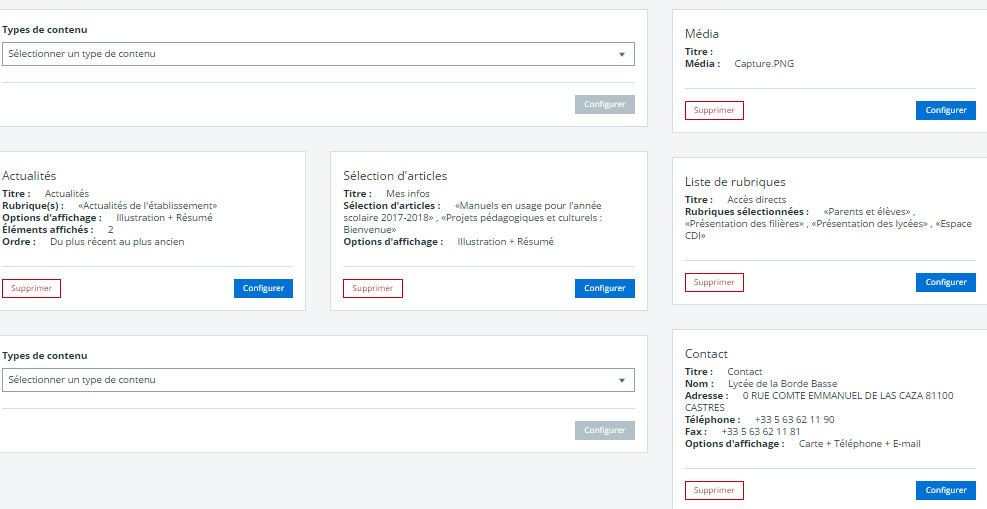 Types de contenu
Sélectionner un type de contenu
Configurer
Média
Titre :
Média : Capture.PNG
Supprimer
Configurer
Actualités
Titre : Actualités
Rubrique(s) : «Actualités de l'établissement»
Options d'affichage : Illustration + Résumé
Éléments affichés : 2
Ordre : Du plus récent au plus ancien
Supprimer
Configurer
Sélection d'articles
Titre : Mes infos
Sélection d'articles : «Manuels en usage pour l'année
scolaire 2017-2018» , «Projets pédagogiques et culturels :
Bienvenue»
Options d'affichage : Illustration + Résumé
Supprimer
Configurer
Liste de rubriques
Titre : Accès directs
Rubriques sélectionnées : «Parents et élèves» ,
«Présentation des filières» , «Présentation des lycées» , «Espace
CDI»
Supprimer
Configurer
Types de contenu
Sélectionner un type de contenu
Configurer
Contact
Titre : Contact
Nom : Lycée de la Borde Basse
Adresse : 0 RUE COMTE EMMANUEL DE LAS CAZA 81100
CASTRES
Téléphone : +33 5 63 62 11 90
Fax : +33 5 63 62 11 81
Options d'affichage : Carte + Téléphone + E-mail
Supprimer
Configurer